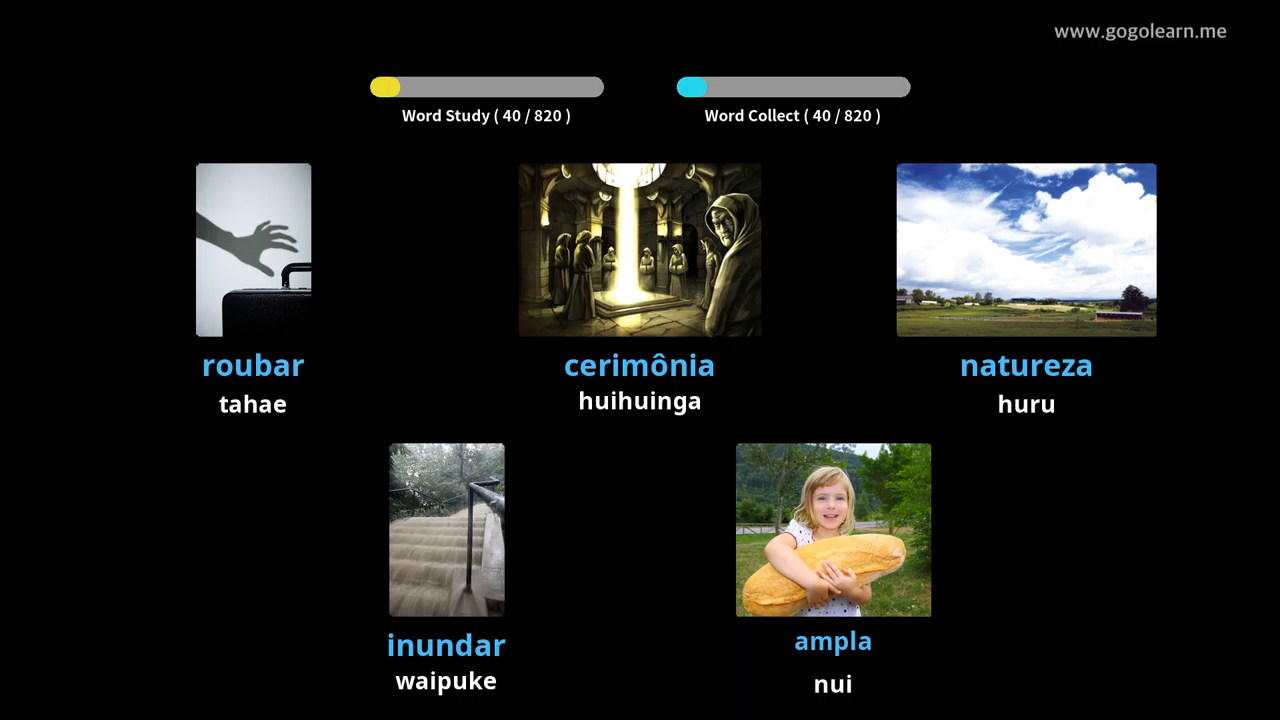 www.gogolearn.me
Word Study ( 40 / 820 )
Word Collect ( 40 / 820 )
roubar
tahae
cerimônia
huihuinga
natureza
huru
inundar
waipuke
ampla
nui